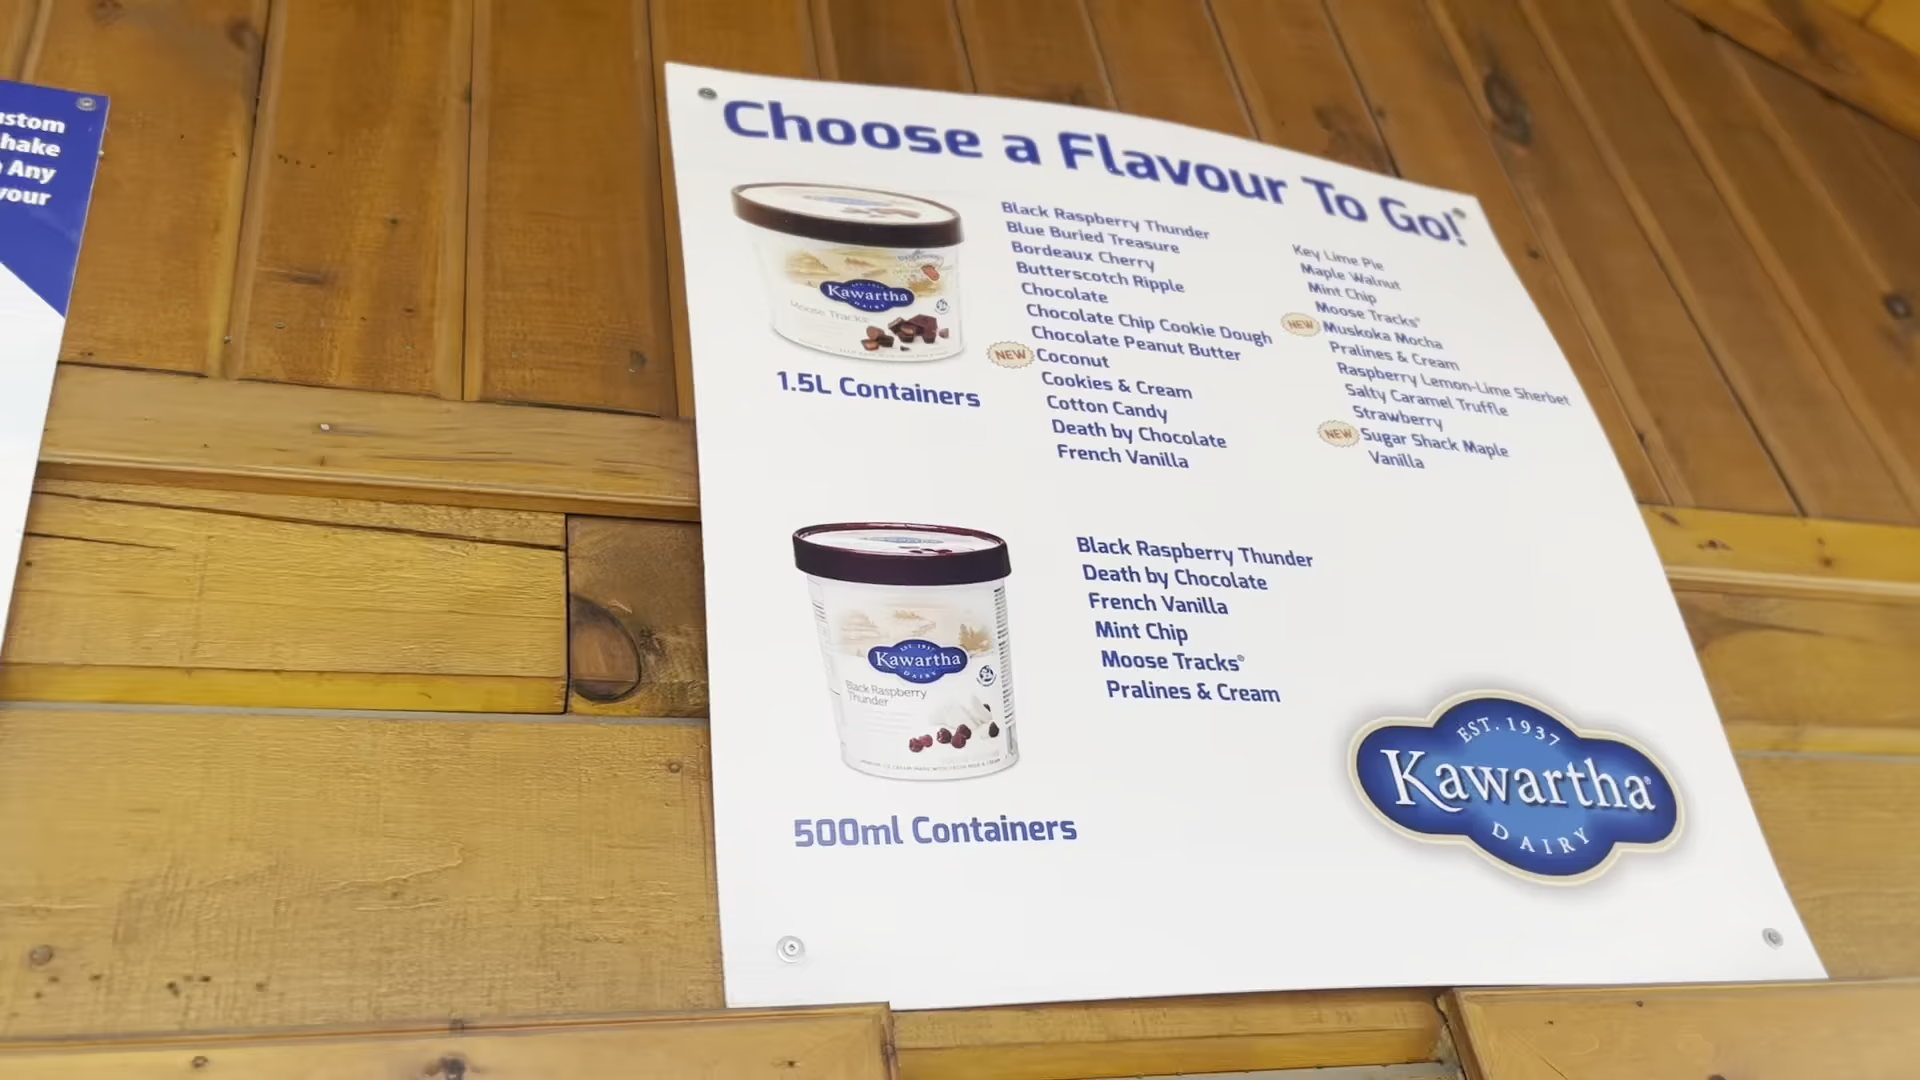 ustom
hake
Any
vour
Choose a Flavour To Go!
Kawartha
DAIRY
Moose Tracks
1.5L Containers
Black Raspberry Thunder
Blue Buried Treasure
Bordeaux Cherry
Butterscotch Ripple
Chocolate
Chocolate Chip Cookie Dough
Chocolate Peanut Butter
NEW Coconut
Cookies & Cream
Cotton Candy
Death by Chocolate
French Vanilla
Key Lime Pie
Maple Walnut
Mint Chip
Moose Tracks®
NEW Muskoka Mocha
Pralines & Cream
Raspberry Lemon-Lime Sherbet
Salty Caramel Truffle
Strawberry
NEW Sugar Shack Maple
Vanilla
EST. 1937
Kawartha
DAIRY
Black Raspberry
Thunder
500ml Containers
Black Raspberry Thunder
Death by Chocolate
French Vanilla
Mint Chip
Moose Tracks®
Pralines & Cream
EST. 1937
Kawartha®
DAIRY